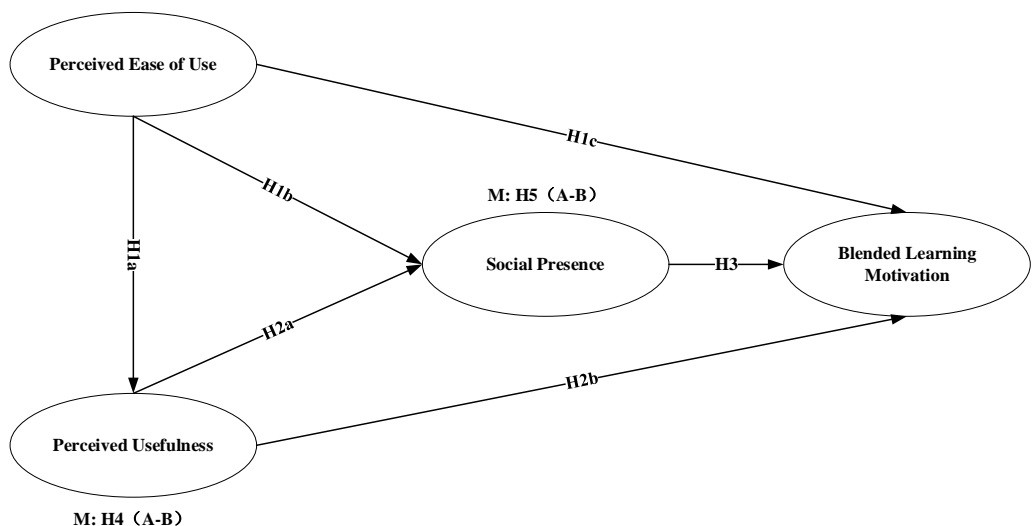 Perceived Ease of Use
H1c
H1b
M: H5（A-B）
H1a
Social Presence
H3
Blended Learning
Motivation
H2a
H2b
Perceived Usefulness
M: H4（A-B）